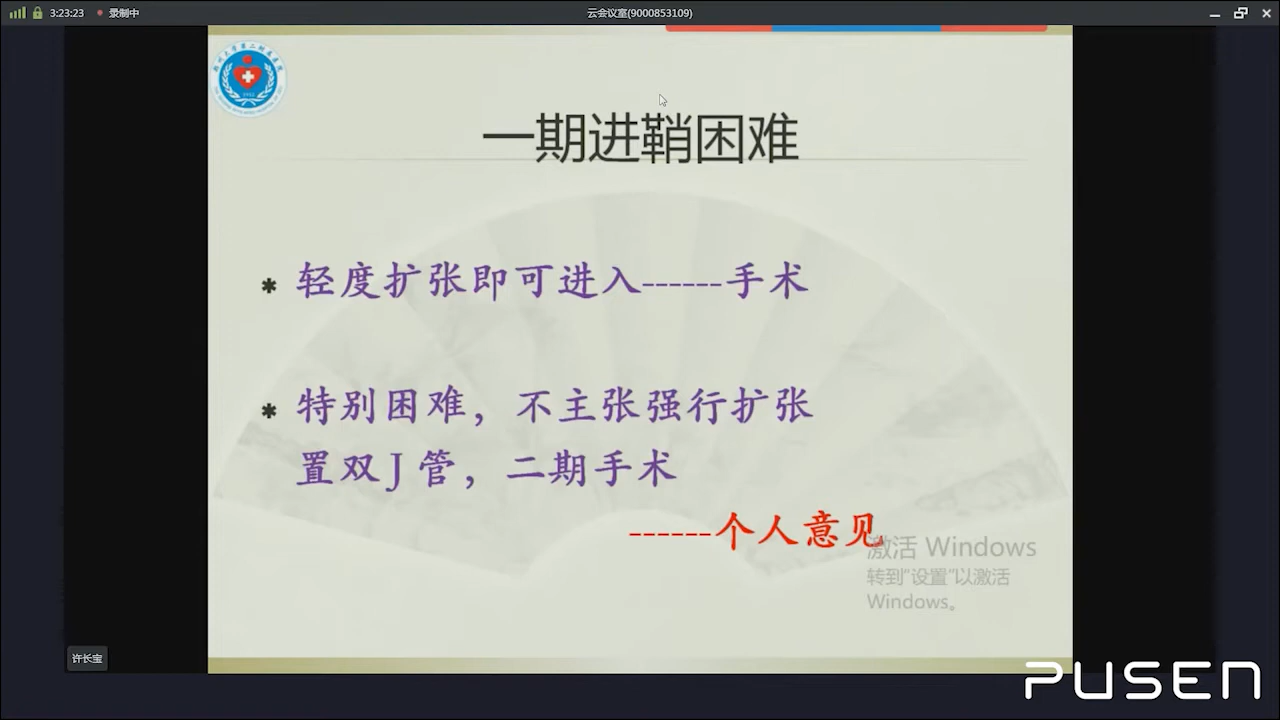 3:23:23
录制中
云会议室(9000853109)
一期进鞘困难
* 轻度扩张即可进入------手术
* 特别困难，不主张强行扩张
置双J管，二期手术
------个人意见
激活 Windows
转到“设置”以激活
Windows。
许长宝
PUSEN